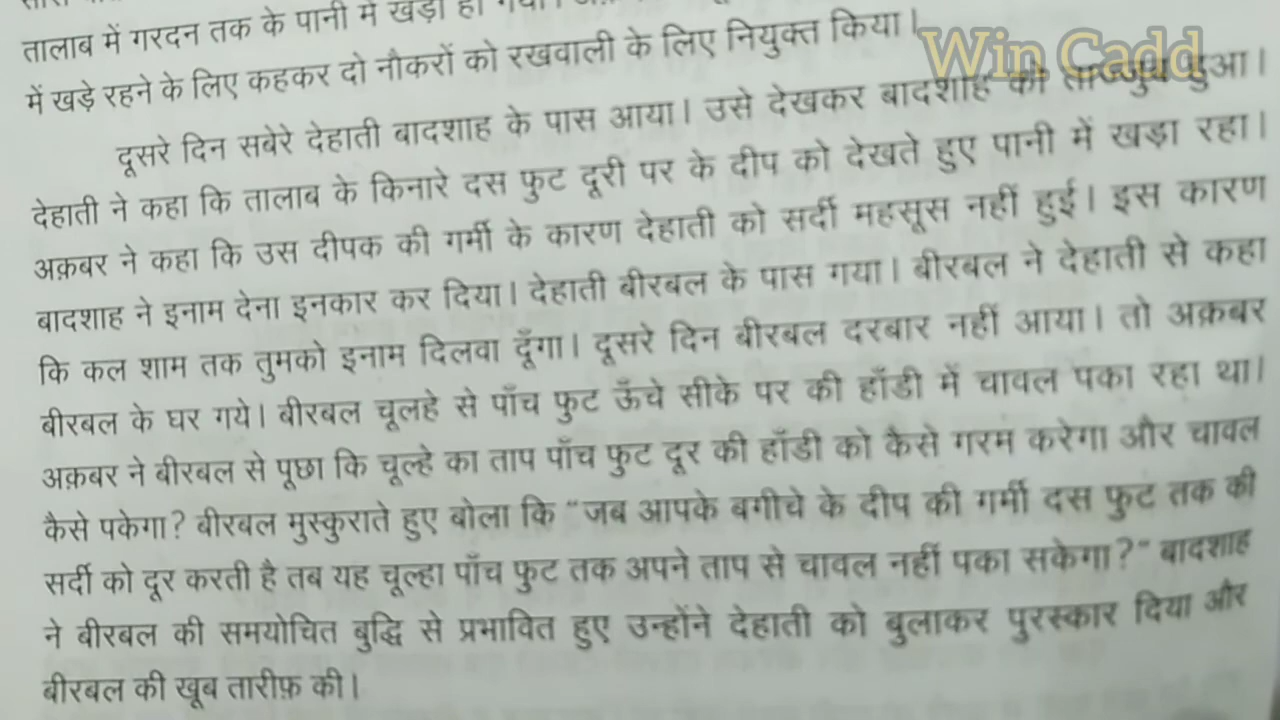 तालाब में गरदन तक के पानी में खड़ा हो गया।
में खड़े रहने के लिए कहकर दो नौकरों को रखवाली के लिए नियुक्त किया।
Win Cadd
दूसरे दिन सबेरे देहाती बादशाह के पास आया। उसे देखकर बादशाह को ताज्जुब हुआ।
देहाती ने कहा कि तालाब के किनारे दस फुट दूरी पर के दीप को देखते हुए पानी में खड़ा रहा।
अक़बर ने कहा कि उस दीपक की गर्मी के कारण देहाती को सर्दी महसूस नहीं हुई। इस कारण
बादशाह ने इनाम देना इनकार कर दिया। देहाती बीरबल के पास गया। बीरबल ने देहाती से कहा
कि कल शाम तक तुमको इनाम दिलवा दूँगा। दूसरे दिन बीरबल दरबार नहीं आया। तो अक़बर
बीरबल के घर गये। बीरबल चूलहे से पाँच फुट ऊँचे सीके पर की हाँडी में चावल पका रहा था।
अक़बर ने बीरबल से पूछा कि चूल्हे का ताप पाँच फुट दूर की हाँडी को कैसे गरम करेगा और चावल
कैसे पकेगा? बीरबल मुस्कुराते हुए बोला कि "जब आपके बगीचे के दीप की गर्मी दस फुट तक की
सर्दी को दूर करती है तब यह चूल्हा पाँच फुट तक अपने ताप से चावल नहीं पका सकेगा?" बादशाह
ने बीरबल की समयोचित बुद्धि से प्रभावित हुए उन्होंने देहाती को बुलाकर पुरस्कार दिया और
बीरबल की खूब तारीफ़ की।